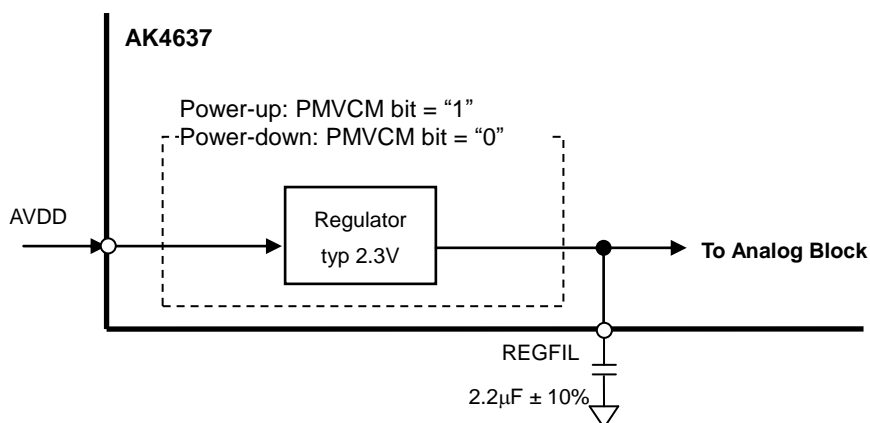 AK4637
Power-up: PMVCM bit = “1”
Power-down: PMVCM bit = “0”
AVDD
Regulator
typ 2.3V
To Analog Block
REGFIL
2.2μF ± 10%